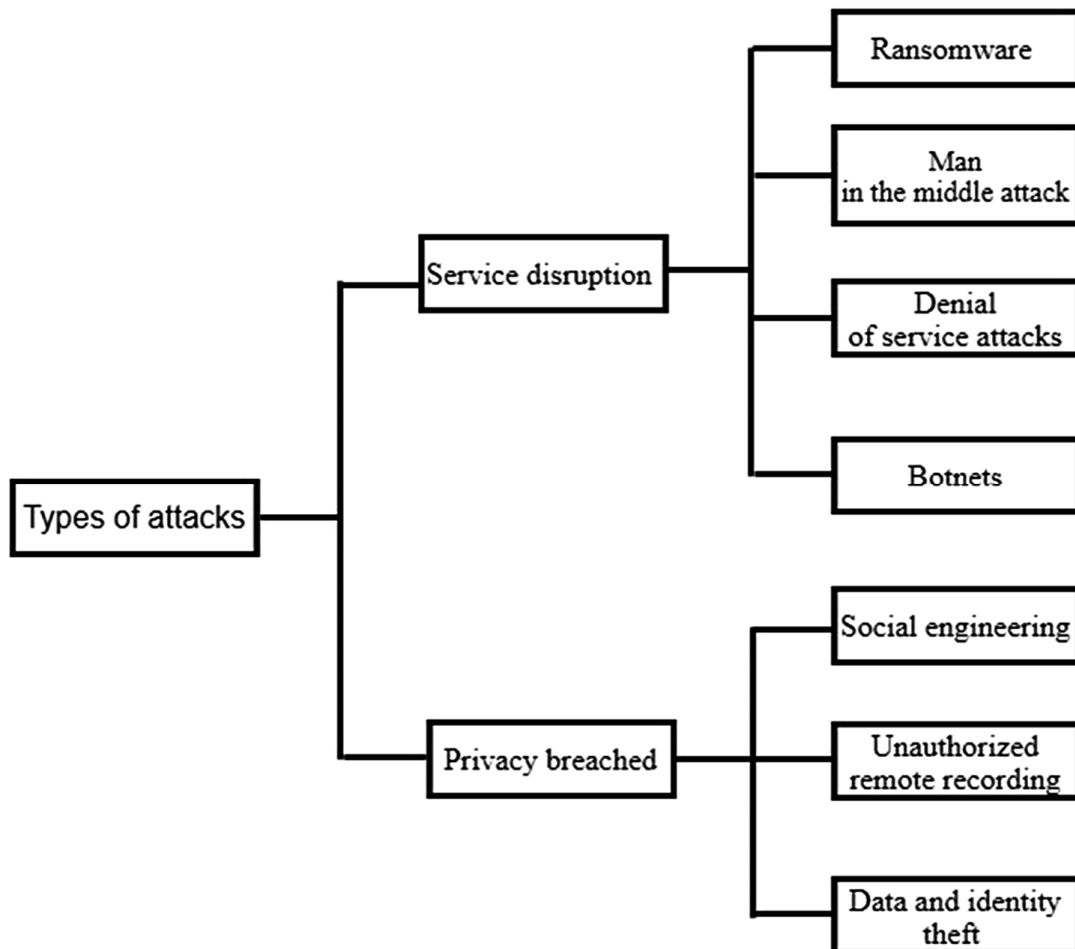 Types of attacks
Service disruption
Ransomware
Man
in the middle attack
Denial
of service attacks
Botnets
Privacy breached
Social engineering
Unauthorized
remote recording
Data and identity
theft